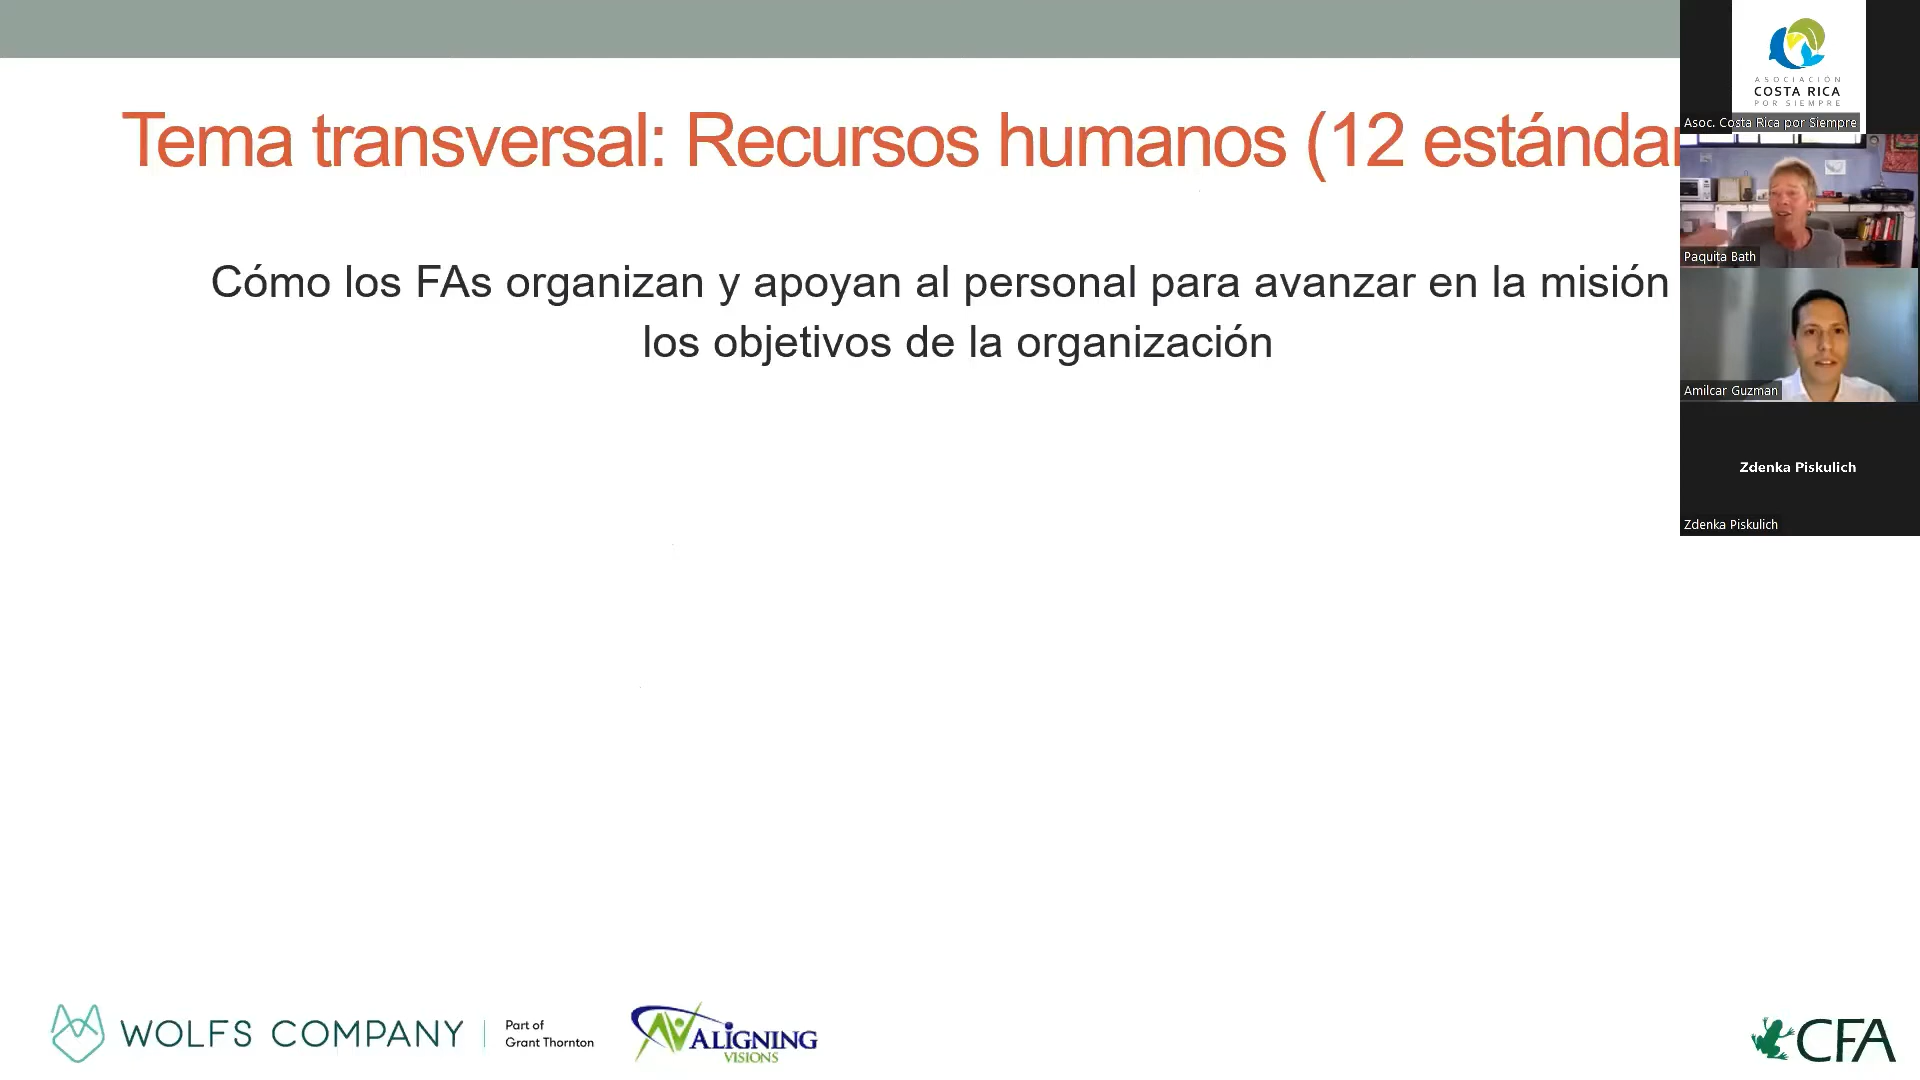 Tema transversal: Recursos humanos (12 estándar
Cómo los FAs organizan y apoyan al personal para avanzar en la misión
los objetivos de la organización
ASOCIACIÓN
COSTA RICA
POR SIEMPRE
Asoc. Costa Rica por Siempre
Paquita Bath
Amilcar Guzman
Zdenka Piskulich
Zdenka Piskulich
WOLFS COMPANY
Part of
Grant Thornton
ALIGNING
VISIONS
CFA